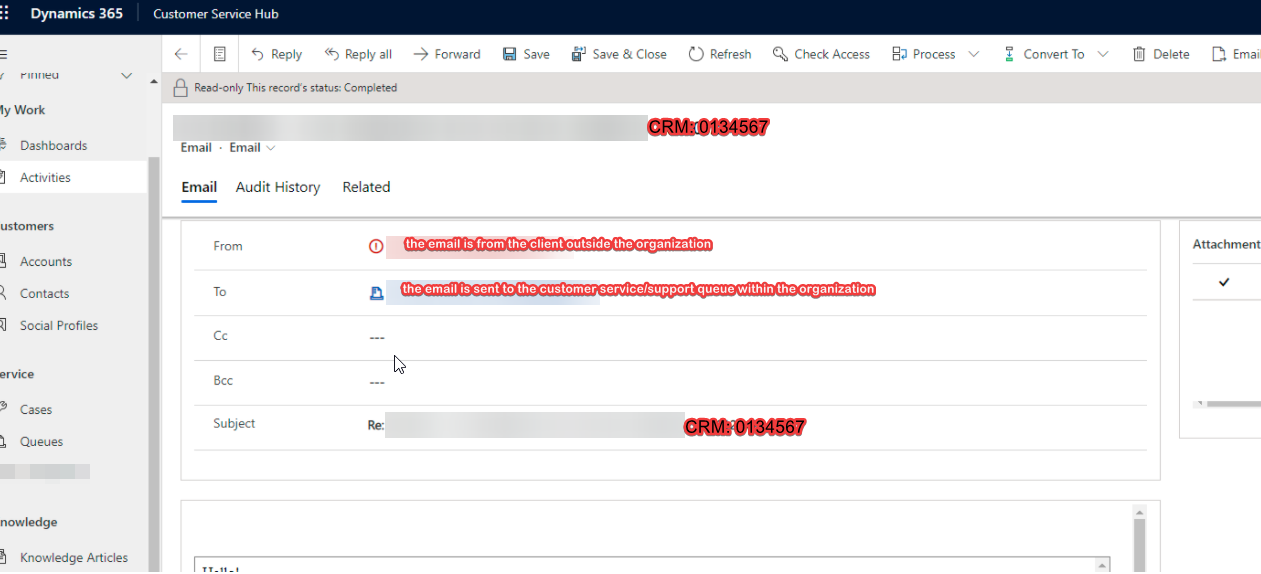 Dynamics 365 Customer Service Hub
Reply Reply all Forward Save Save & Close Refresh Check Access Process Convert To Delete Email
Pinned
Read-only This record's status: Completed
My Work
CRM: 0134567
Dashboards
Email · Email
Activities
Email Audit History Related
ustomers
From the email is from the client outside the organization
Attachment
Accounts
To the email is sent to the customer service/support queue within the organization
Contacts
Social Profiles
Cc ---
ervice
Bcc ---
Cases
Subject Re: CRM: 0134567
Queues
nowledge
Knowledge Articles
Hello!